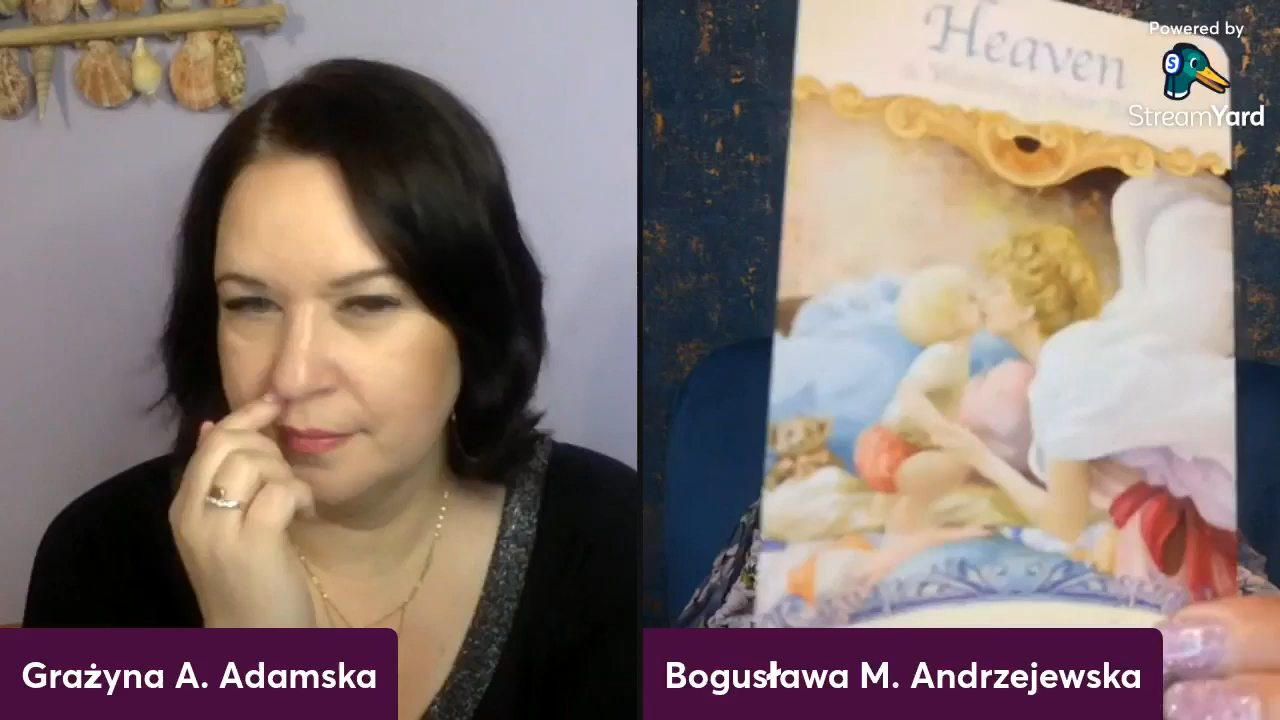 Heaven
Powered by
StreamYard
Grażyna A. Adamska
Bogusława M. Andrzejewska